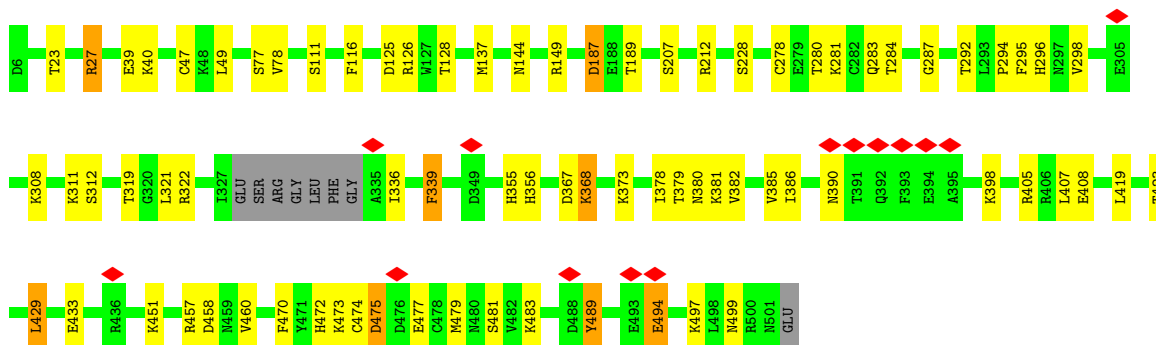 D6 T23 R27 E39 K40 C47 K48 L49 S77 V78 S111 F116 D125 R126 W127 T128 M137 N144 R149 D187 E188 T189 S207 R212 S228 C278 E279 T280 K281 C282 Q283 T284 G287 T292 L293 P294 F295 H296 N297 V298 E305
K308 K311 S312 T319 G320 L321 R322 I327 GLU SER ARG GLY LEU PHE GLY A335 I336 F339 D349 H355 H356 D367 K368 K373 I378 T379 N380 K381 V382 V385 I386 N390 T391 Q392 F393 E394 A395 K398 R405 R406 L407 E408 L419
L429 E433 R436 K451 R457 D458 N459 V460 F470 Y471 H472 K473 C474 D475 D476 E477 C478 M479 N480 S481 V482 K483 D488 Y489 E493 E494 K497 L498 N499 R500 N501 GLU